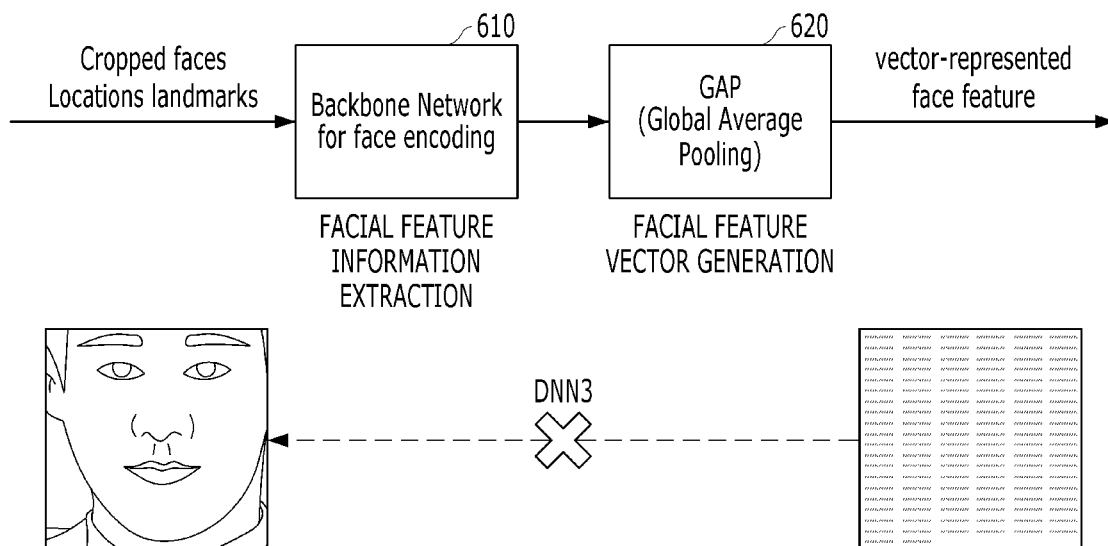 610
620
Cropped faces
Locations landmarks
Backbone Network
for face encoding
GAP
(Global Average
Pooling)
vector-represented
face feature
FACIAL FEATURE
INFORMATION
EXTRACTION
FACIAL FEATURE
VECTOR GENERATION
DNN3